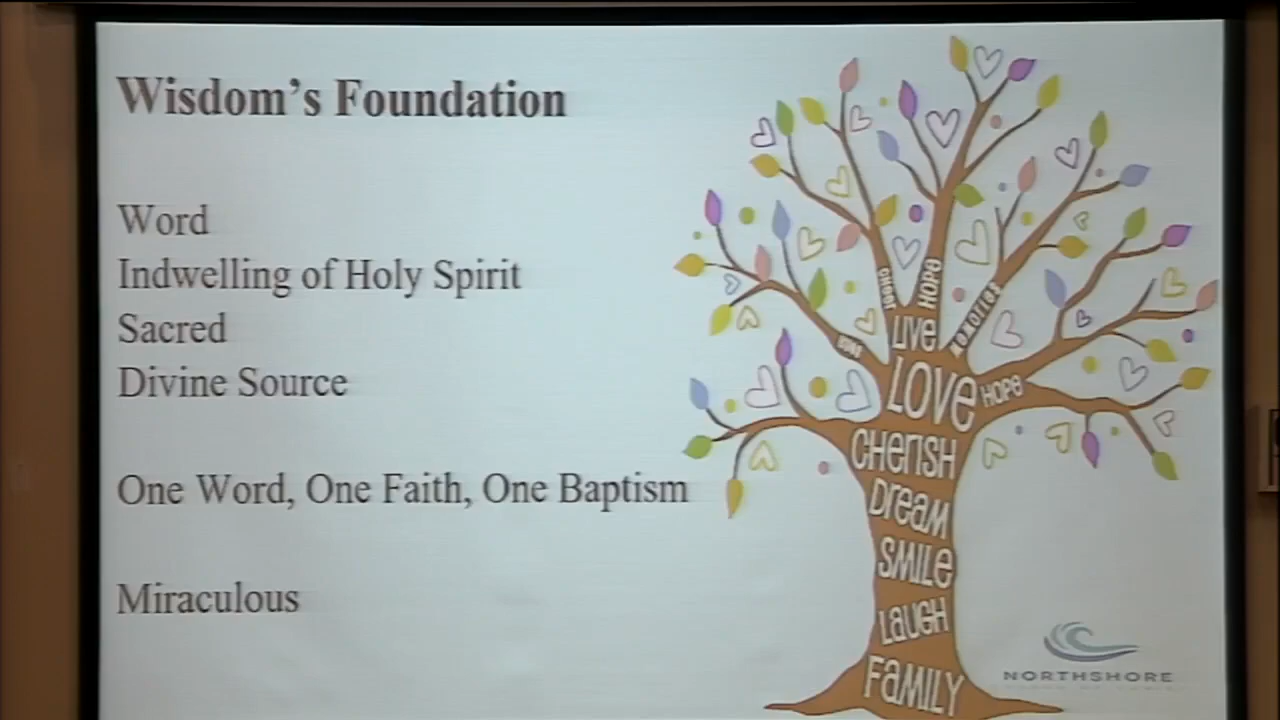 Wisdom's Foundation
Word
Indwelling of Holy Spirit
Sacred
Divine Source
One Word, One Faith, One Baptism
Miraculous
HOPE
MEMORIES
LIVE
LOVE
HOPE
CHERISH
DREAM
SMILE
LAUGH
FAMILY
NORTHSHORE